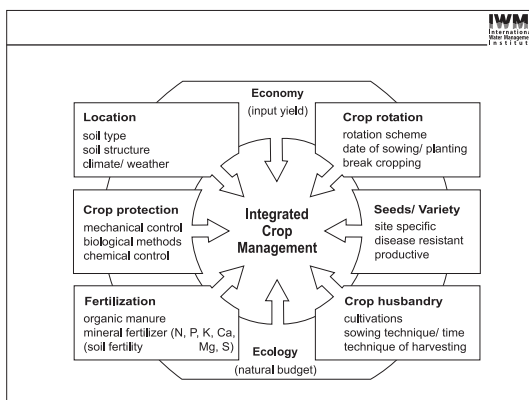 IWMI
International
Water Management
Institute
Economy
(input yield)
Location
soil type
soil structure
climate/ weather
Crop rotation
rotation scheme
date of sowing/ planting
break cropping
Crop protection
mechanical control
biological methods
chemical control
Integrated
Crop
Management
Seeds/ Variety
site specific
disease resistant
productive
Fertilization
organic manure
mineral fertilizer (N, P, K, Ca,
(soil fertility Mg, S)
Crop husbandry
cultivations
sowing technique/ time
technique of harvesting
Ecology
(natural budget)